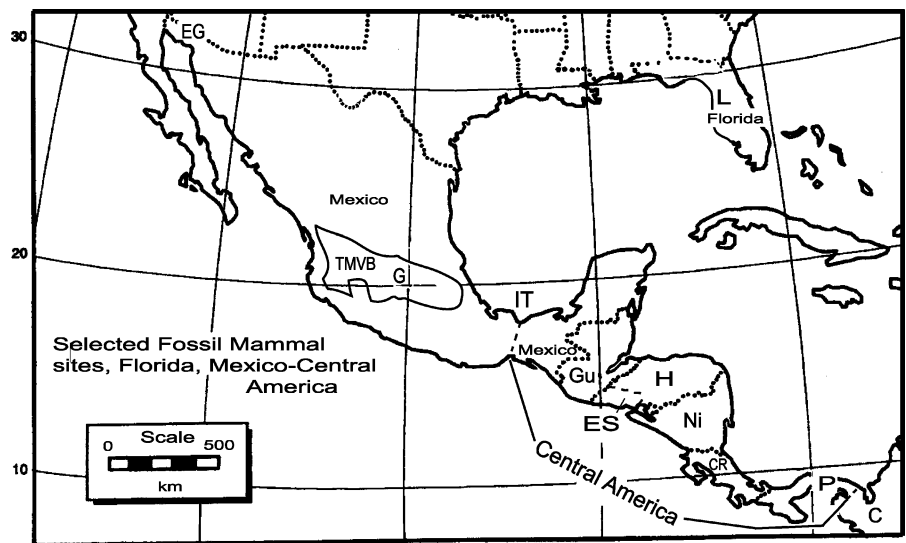 30
EG
L
Florida
Mexico
20
TMVB
G
IT
Mexico
Selected Fossil Mammal
sites, Florida, Mexico-Central
America
Gu
H
ES
Ni
Scale
0 500
km
Central America
CR
10
P
C